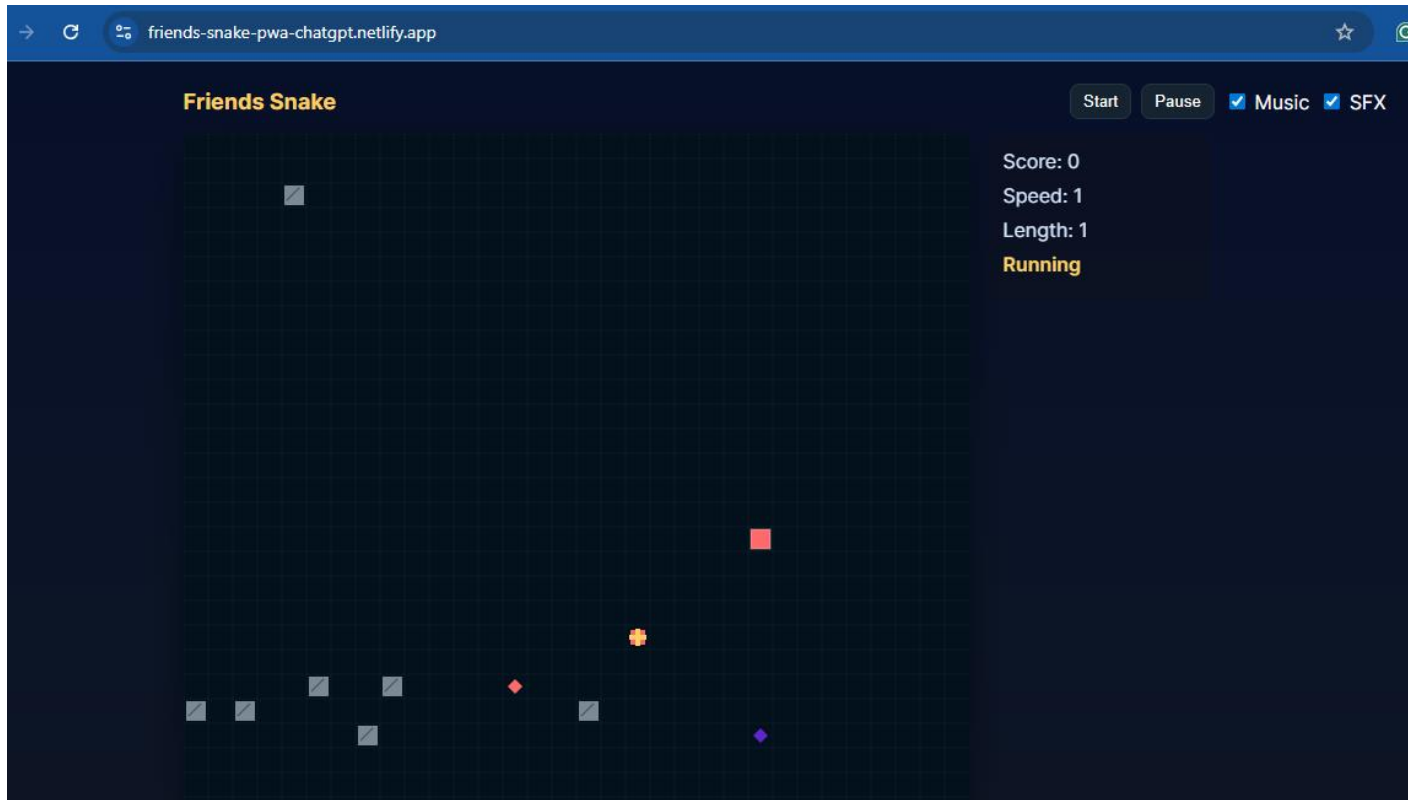 friends-snake-pwa-chatgpt.netlify.app
Friends Snake
Start Pause Music SFX
Score: 0
Speed: 1
Length: 1
Running